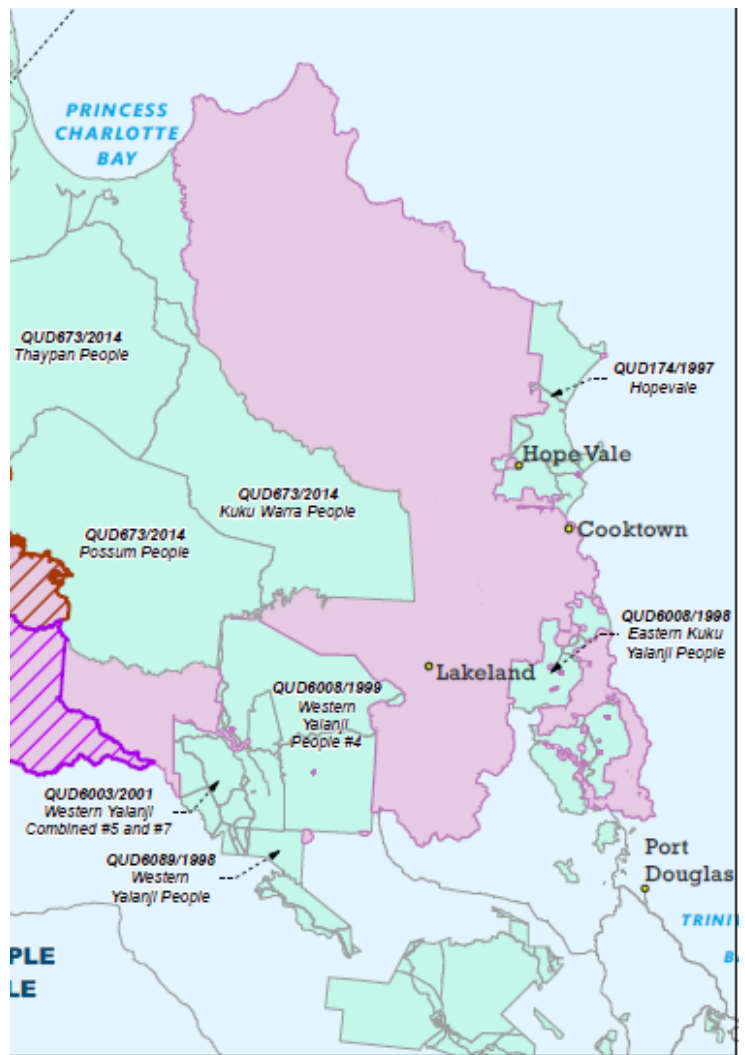 PRINCESS
CHARLOTTE
BAY
QUD673/2014
Thaypan People
QUD174/1997
Hopevale
Hope Vale
QUD673/2014
Kuku Warra People
QUD673/2014
Possum People
Cooktown
QUD6008/1998
Eastern Kuku
Yalanji People
Lakeland
QUD6008/1999
Western
Yalanji
People #4
QUD6003/2001
Western Yalanji
Combined #5 and #7
QUD6089/1998
Western
Yalanji People
Port
Douglas
TRINI
B
PLE
LE